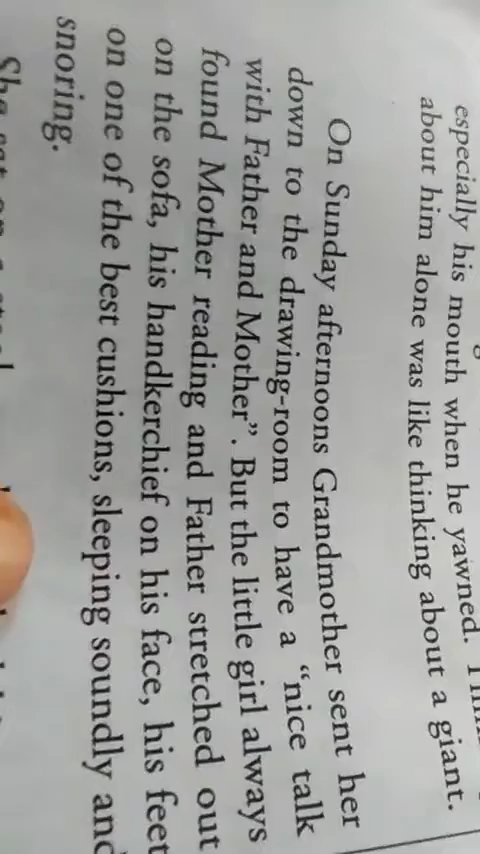 especially his mouth when he yawned.
about him alone was like thinking about a giant.
On Sunday afternoons Grandmother sent her
down to the drawing-room to have a “nice talk
with Father and Mother”. But the little girl always
found Mother reading and Father stretched out
on the sofa, his handkerchief on his face, his feet
on one of the best cushions, sleeping soundly and
snoring.